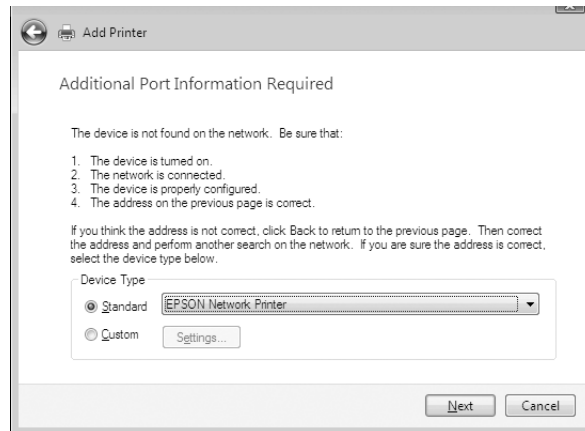 Add Printer
Additional Port Information Required
The device is not found on the network. Be sure that:
1. The device is turned on.
2. The network is connected.
3. The device is properly configured.
4. The address on the previous page is correct.
If you think the address is not correct, click Back to return to the previous page. Then correct
the address and perform another search on the network. If you are sure the address is correct,
select the device type below.
Device Type
Standard EPSON Network Printer
Custom Settings...
Next Cancel